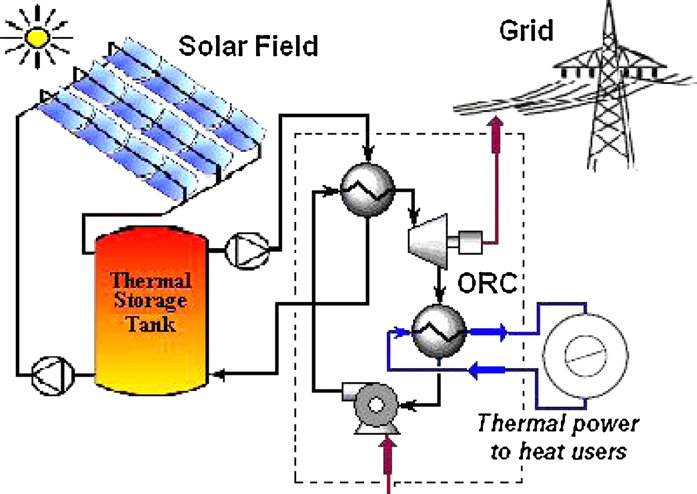 Solar Field
Grid
Thermal
Storage
Tank
ORC
Thermal power
to heat users